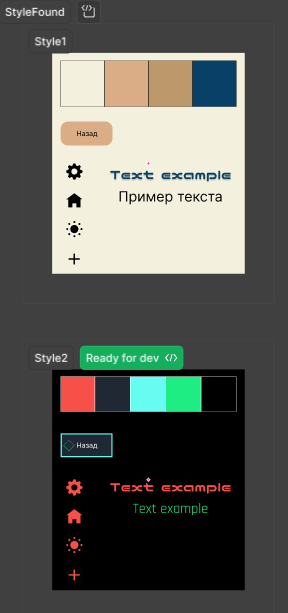 StyleFound
Style1
Назад
Text example
Пример текста
Style2
Ready for dev
Назад
Text example
Text example